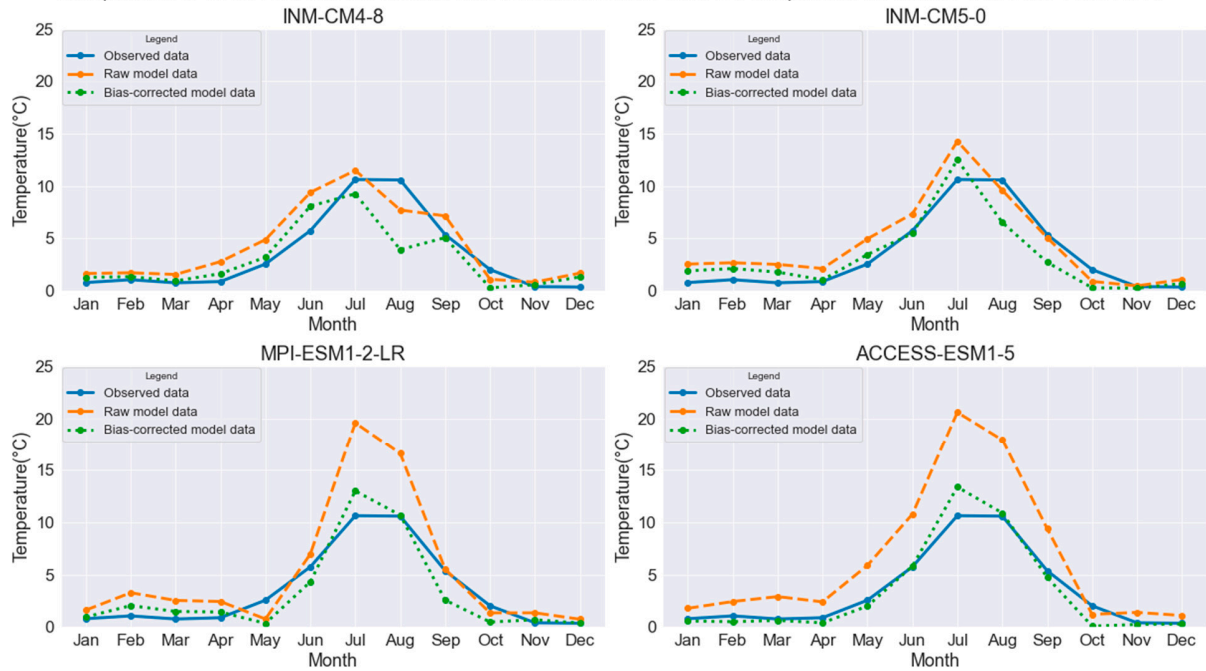 INM-CM4-8
25
20
15
10
5
0
Temperature(°C)
Legend
Observed data
Raw model data
Bias-corrected model data
Jan Feb Mar Apr May Jun Jul Aug Sep Oct Nov Dec
Month
INM-CM5-0
25
20
15
10
5
0
Temperature(°C)
Legend
Observed data
Raw model data
Bias-corrected model data
Jan Feb Mar Apr May Jun Jul Aug Sep Oct Nov Dec
Month
MPI-ESM1-2-LR
25
20
15
10
5
0
Temperature(°C)
Legend
Observed data
Raw model data
Bias-corrected model data
Jan Feb Mar Apr May Jun Jul Aug Sep Oct Nov Dec
Month
ACCESS-ESM1-5
25
20
15
10
5
0
Temperature(°C)
Legend
Observed data
Raw model data
Bias-corrected model data
Jan Feb Mar Apr May Jun Jul Aug Sep Oct Nov Dec
Month